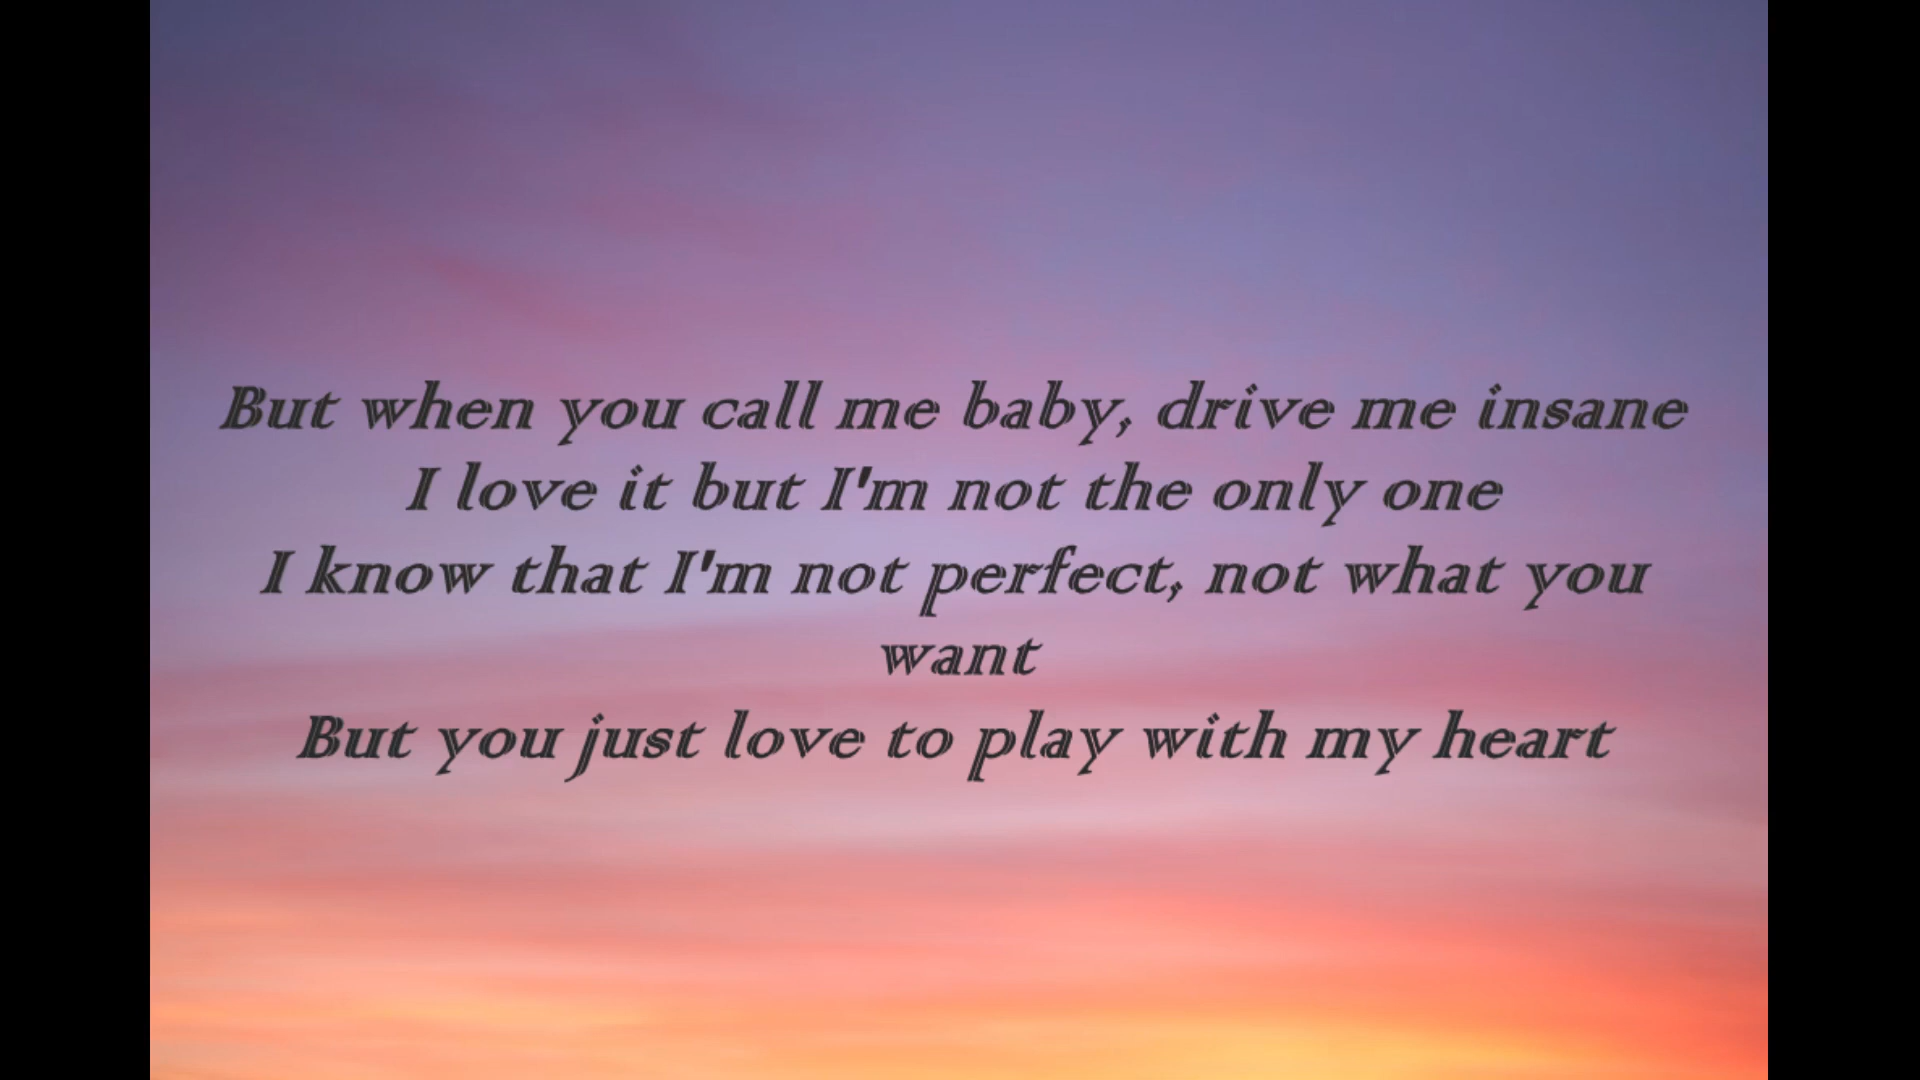 But when you call me baby, drive me insane
I love it but I'm not the only one
I know that I'm not perfect, not what you
want
But you just love to play with my heart